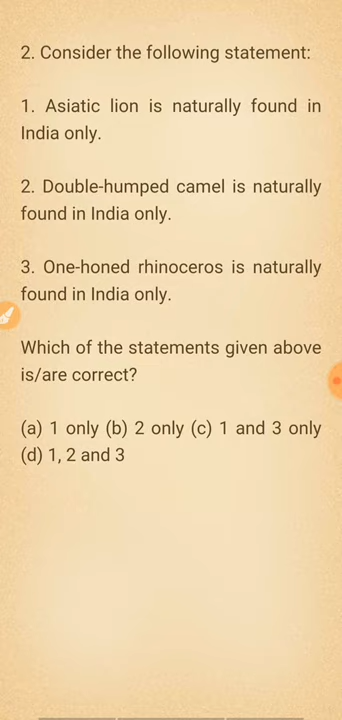 2. Consider the following statement:
1. Asiatic lion is naturally found in
India only.
2. Double-humped camel is naturally
found in India only.
3. One-honed rhinoceros is naturally
found in India only.
Which of the statements given above
is/are correct?
(a) 1 only (b) 2 only (c) 1 and 3 only
(d) 1, 2 and 3